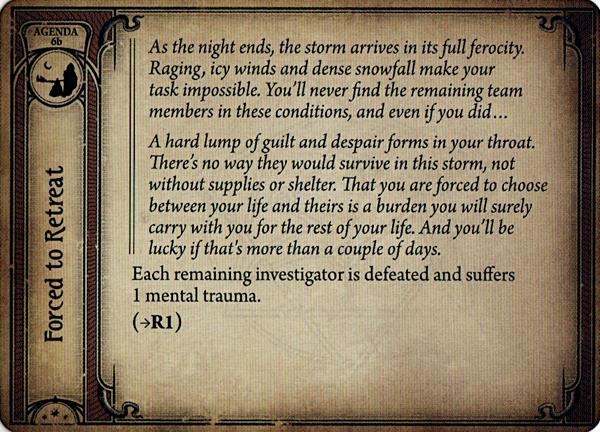 AGENDA
6b
Forced to Retreat
As the night ends, the storm arrives in its full ferocity.
Raging, icy winds and dense snowfall make your
task impossible. You'll never find the remaining team
members in these conditions, and even if you did…
A hard lump of guilt and despair forms in your throat.
There's no way they would survive in this storm, not
without supplies or shelter. That you are forced to choose
between your life and theirs is a burden you will surely
carry with you for the rest of your life. And you'll be
lucky if that's more than a couple of days.
Each remaining investigator is defeated and suffers
1 mental trauma.
(→R1)